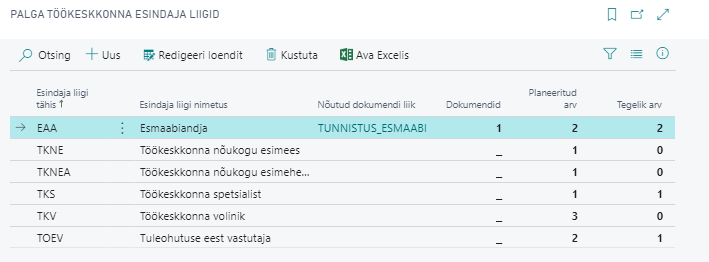 PALGA TÖÖKESKKONNA ESINDAJA LIIGID
Otsing Uus Redigeeri loendit Kustuta Ava Excelis
Esindaja liigi tähis ↑ Esindaja liigi nimetus Nõutud dokumendi liik Dokumendid Planeeritud arv Tegelik arv
EAA Esmaabiandja TUNNISTUS_ESMAABI 1 2 2
TKNE Töökeskkonna nõukogu esimees _ 1 0
TKNEA Töökeskkonna nõukogu esimehe... _ 1 0
TKS Töökeskkonna spetsialist _ 1 1
TKV Töökeskkonna volinik _ 3 0
TOEV Tuleohutuse eest vastutaja _ 2 1